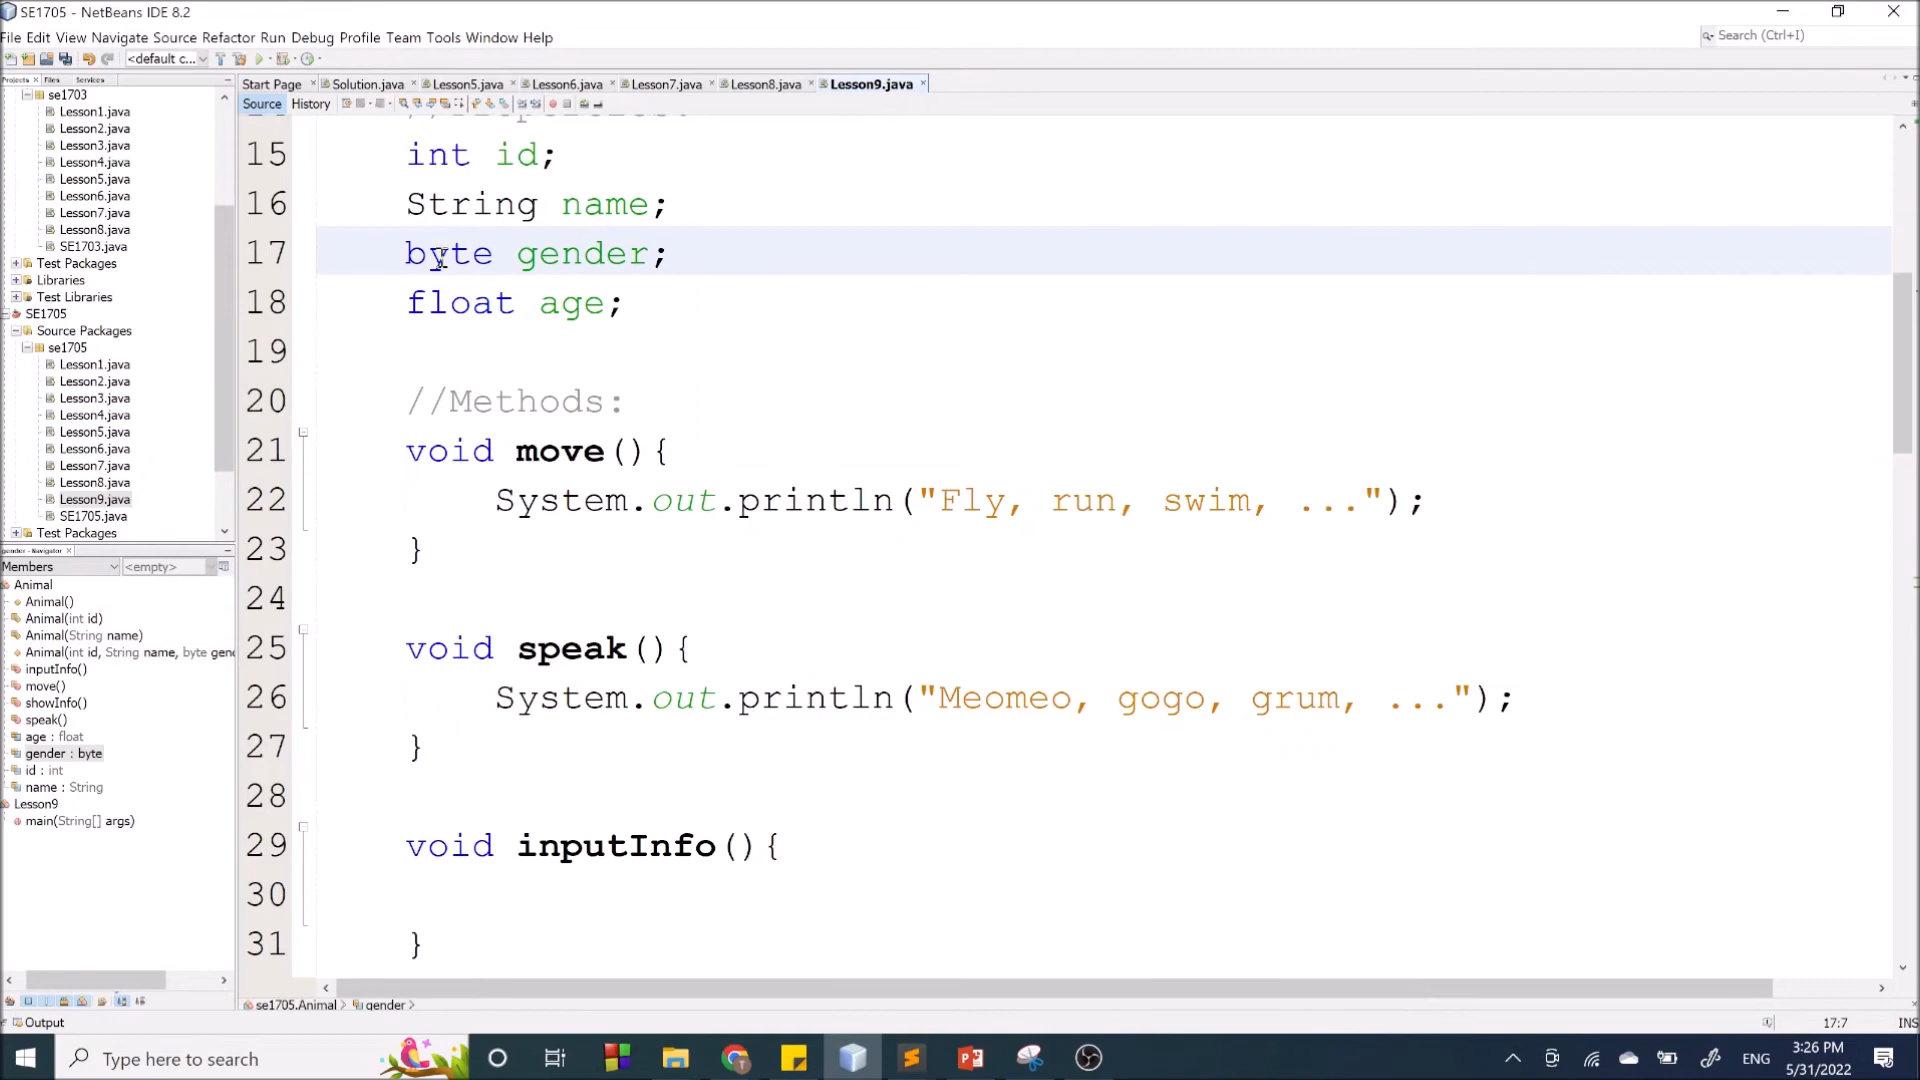 SE1705 - NetBeans IDE 8.2
File Edit View Navigate Source Refactor Run Debug Profile Team Tools Window Help
Search (Ctrl+I)
<default c...
Projects × Files Services
Start Page × Solution.java × Lesson5.java × Lesson6.java × Lesson7.java × Lesson8.java × Lesson9.java ×
Source History
se1703
Lesson1.java
Lesson2.java
Lesson3.java
Lesson4.java
Lesson5.java
Lesson6.java
Lesson7.java
Lesson8.java
SE1703.java
Test Packages
Libraries
Test Libraries
SE1705
Source Packages
se1705
Lesson1.java
Lesson2.java
Lesson3.java
Lesson4.java
Lesson5.java
Lesson6.java
Lesson7.java
Lesson8.java
Lesson9.java
SE1705.java
Test Packages
gender - Navigator ×
Members <empty>
Animal
Animal()
Animal(int id)
Animal(String name)
Animal(int id, String name, byte gend
inputInfo()
move()
showInfo()
speak()
age : float
gender : byte
id : int
name : String
Lesson9
main(String[] args)
15 int id;
16 String name;
17 byte gender;
18 float age;
19
20 //Methods:
21 void move(){
22 System.out.println("Fly, run, swim, ...");
23 }
24
25 void speak(){
26 System.out.println("Meomeo, gogo, grum, ...");
27 }
28
29 void inputInfo(){
30
31 }
se1705.Animal > gender >
Output
17:7 INS
Type here to search
ENG
3:26 PM
5/31/2022